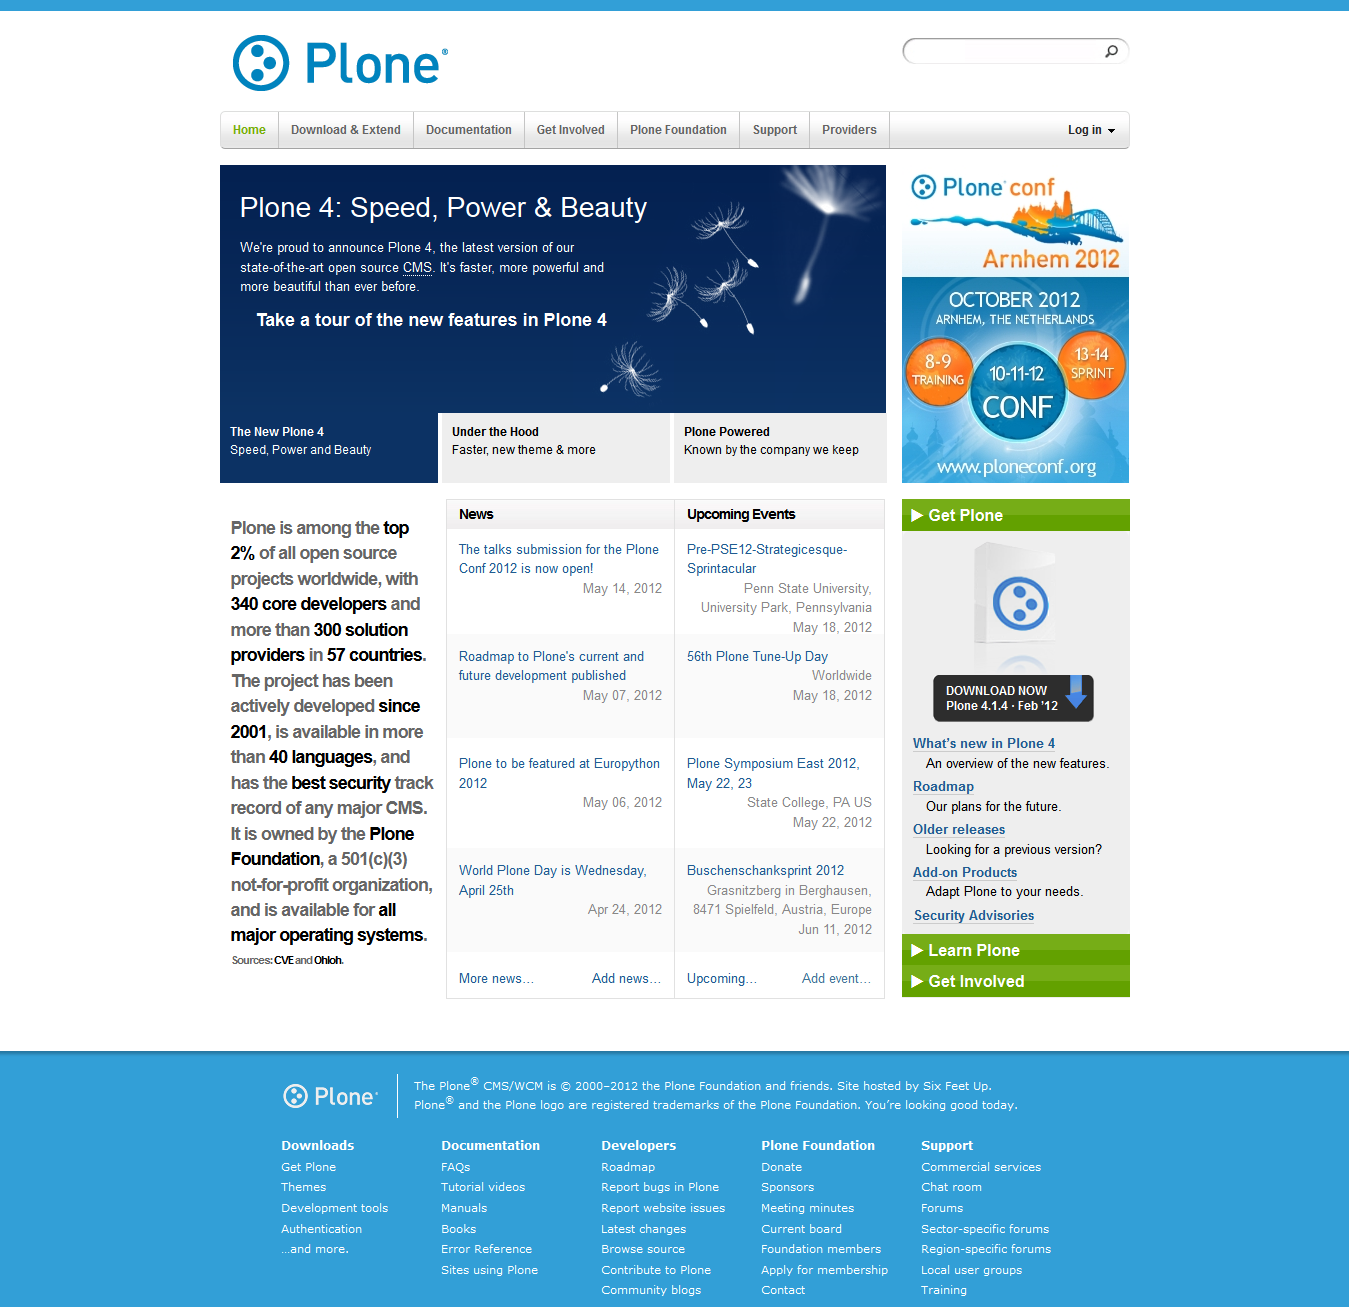 Plone®
Home
Download & Extend
Documentation
Get Involved
Plone Foundation
Support
Providers
Log in
Plone 4: Speed, Power & Beauty
We're proud to announce Plone 4, the latest version of our
state-of-the-art open source CMS. It's faster, more powerful and
more beautiful than ever before.
Take a tour of the new features in Plone 4
The New Plone 4
Speed, Power and Beauty
Under the Hood
Faster, new theme & more
Plone Powered
Known by the company we keep
Plone® conf
Arnhem 2012
OCTOBER 2012
ARNHEM, THE NETHERLANDS
8-9
TRAINING
10-11-12
CONF
13-14
SPRINT
www.ploneconf.org
Plone is among the top
2% of all open source
projects worldwide, with
340 core developers and
more than 300 solution
providers in 57 countries.
The project has been
actively developed since
2001, is available in more
than 40 languages, and
has the best security track
record of any major CMS.
It is owned by the Plone
Foundation, a 501(c)(3)
not-for-profit organization,
and is available for all
major operating systems.
Sources: CVE and Ohloh.
News
The talks submission for the Plone
Conf 2012 is now open!
May 14, 2012
Roadmap to Plone's current and
future development published
May 07, 2012
Plone to be featured at Europython
2012
May 06, 2012
World Plone Day is Wednesday,
April 25th
Apr 24, 2012
More news…
Add news…
Upcoming Events
Pre-PSE12-Strategicesque-
Sprintacular
Penn State University,
University Park, Pennsylvania
May 18, 2012
56th Plone Tune-Up Day
Worldwide
May 18, 2012
Plone Symposium East 2012,
May 22, 23
State College, PA US
May 22, 2012
Buschenschanksprint 2012
Grasnitzberg in Berghausen,
8471 Spielfeld, Austria, Europe
Jun 11, 2012
Upcoming…
Add event…
Get Plone
DOWNLOAD NOW
Plone 4.1.4 · Feb ’12
What’s new in Plone 4
An overview of the new features.
Roadmap
Our plans for the future.
Older releases
Looking for a previous version?
Add-on Products
Adapt Plone to your needs.
Security Advisories
Learn Plone
Get Involved
Plone®
The Plone® CMS/WCM is © 2000–2012 the Plone Foundation and friends. Site hosted by Six Feet Up.
Plone® and the Plone logo are registered trademarks of the Plone Foundation. You’re looking good today.
Downloads
Get Plone
Themes
Development tools
Authentication
…and more.
Documentation
FAQs
Tutorial videos
Manuals
Books
Error Reference
Sites using Plone
Developers
Roadmap
Report bugs in Plone
Report website issues
Latest changes
Browse source
Contribute to Plone
Community blogs
Plone Foundation
Donate
Sponsors
Meeting minutes
Current board
Foundation members
Apply for membership
Contact
Support
Commercial services
Chat room
Forums
Sector-specific forums
Region-specific forums
Local user groups
Training